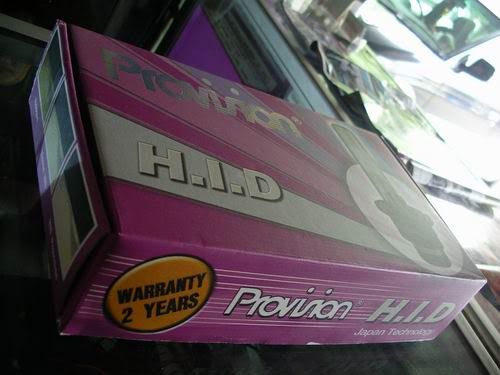 Provision®
H.I.D
WARRANTY
2 YEARS
Provision® H.I.D
Japan Technology